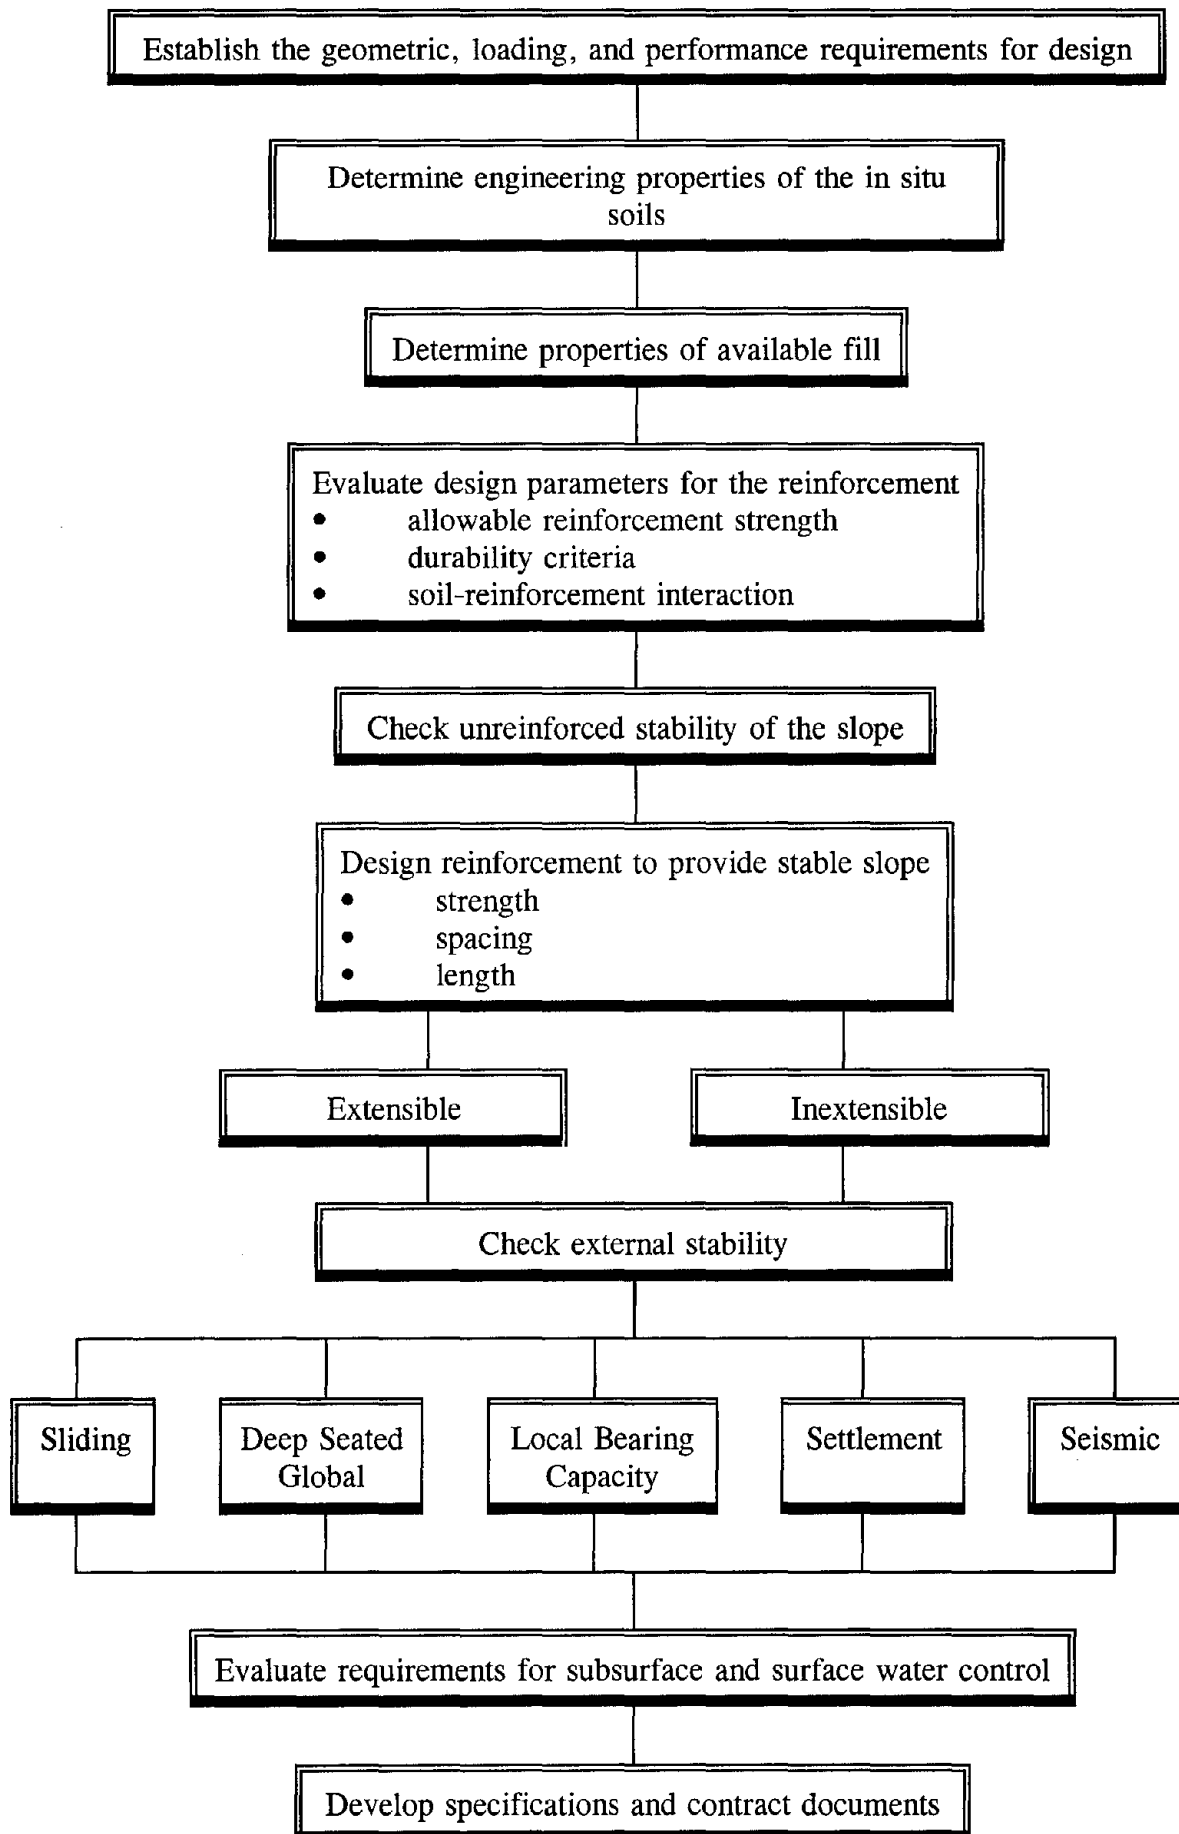 Establish the geometric, loading, and performance requirements for design
Determine engineering properties of the in situ
soils
Determine properties of available fill
Evaluate design parameters for the reinforcement
• allowable reinforcement strength
• durability criteria
• soil-reinforcement interaction
Check unreinforced stability of the slope
Design reinforcement to provide stable slope
• strength
• spacing
• length
Extensible
Inextensible
Check external stability
Sliding
Deep Seated
Global
Local Bearing
Capacity
Settlement
Seismic
Evaluate requirements for subsurface and surface water control
Develop specifications and contract documents